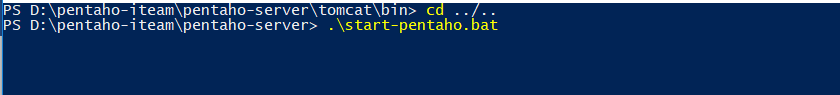 PS D:\pentaho-iteam\pentaho-server\tomcat\bin> cd ../..
PS D:\pentaho-iteam\pentaho-server> .\start-pentaho.bat